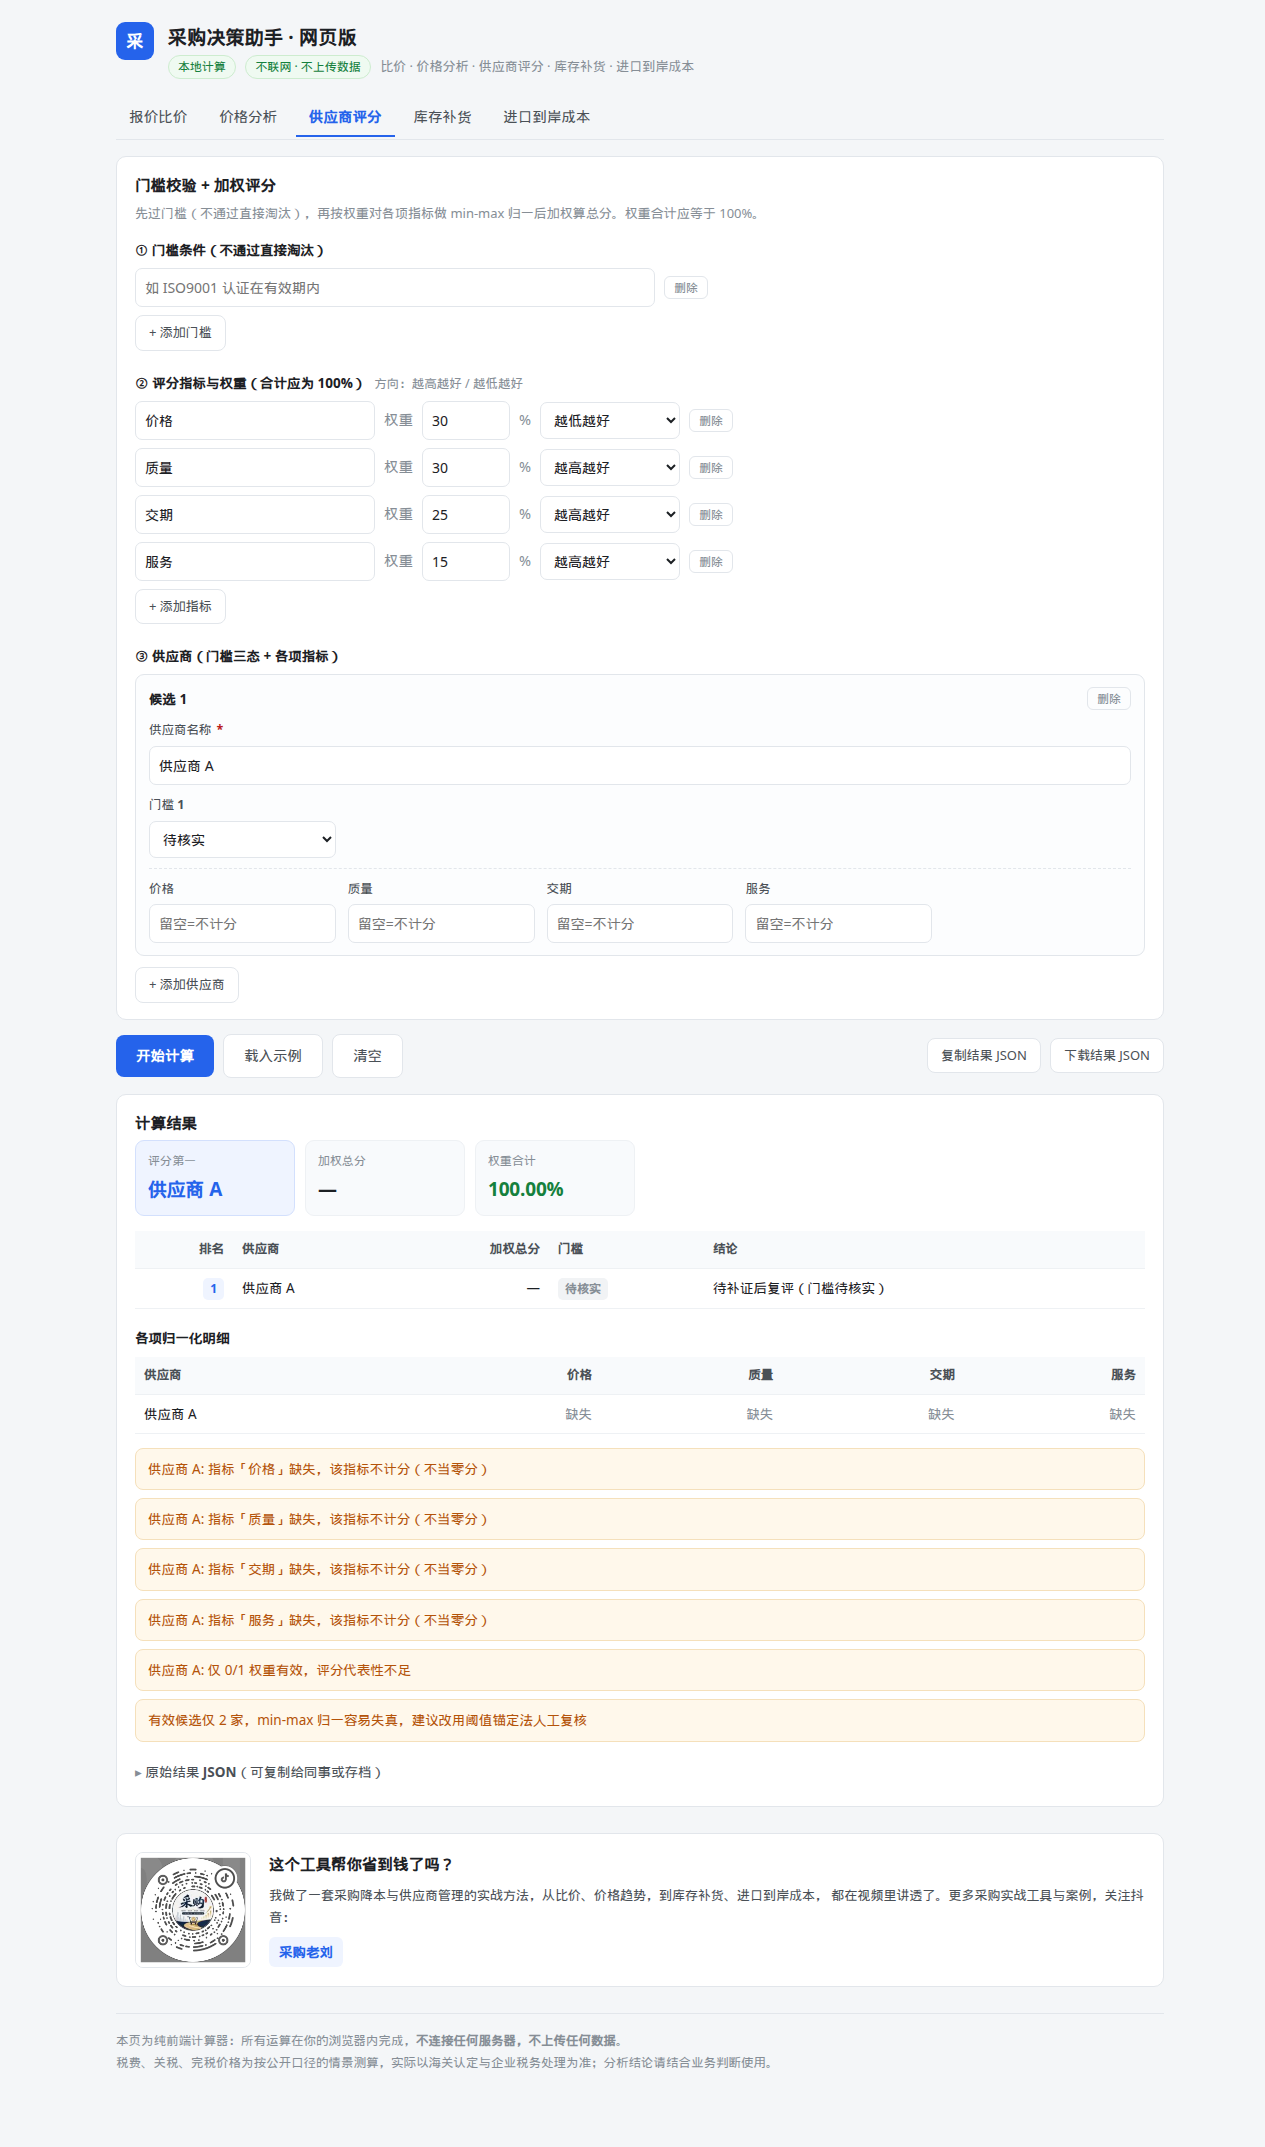 采
采购决策助手 · 网页版
本地计算 不联网 · 不上传数据 比价 · 价格分析 · 供应商评分 · 库存补货 · 进口到岸成本
报价比价 价格分析 供应商评分 库存补货 进口到岸成本
门槛校验 + 加权评分
先过门槛（不通过直接淘汰），再按权重对各项指标做 min-max 归一后加权算总分。权重合计应等于 100%。
① 门槛条件（不通过直接淘汰）
如 ISO9001 认证在有效期内 删除
+ 添加门槛
② 评分指标与权重（合计应为 100%） 方向：越高越好 / 越低越好
价格 权重 30 % 越低越好 删除
质量 权重 30 % 越高越好 删除
交期 权重 25 % 越高越好 删除
服务 权重 15 % 越高越好 删除
+ 添加指标
③ 供应商（门槛三态 + 各项指标）
候选 1 删除
供应商名称 *
供应商 A
门槛 1
待核实
价格 质量 交期 服务
留空=不计分 留空=不计分 留空=不计分 留空=不计分
+ 添加供应商
开始计算 载入示例 清空 复制结果 JSON 下载结果 JSON
计算结果
评分第一 加权总分 权重合计
供应商 A — 100.00%
排名 供应商 加权总分 门槛 结论
1 供应商 A — 待核实 待补证后复评（门槛待核实）
各项归一化明细
供应商 价格 质量 交期 服务
供应商 A 缺失 缺失 缺失 缺失
供应商 A: 指标「价格」缺失，该指标不计分（不当零分）
供应商 A: 指标「质量」缺失，该指标不计分（不当零分）
供应商 A: 指标「交期」缺失，该指标不计分（不当零分）
供应商 A: 指标「服务」缺失，该指标不计分（不当零分）
供应商 A: 仅 0/1 权重有效，评分代表性不足
有效候选仅 2 家，min-max 归一容易失真，建议改用阈值锚定法人工复核
▸ 原始结果 JSON（可复制给同事或存档）
采购
这个工具帮你省到钱了吗？
我做了一套采购降本与供应商管理的实战方法，从比价、价格趋势，到库存补货、进口到岸成本， 都在视频里讲透了。更多采购实战工具与案例，关注抖
音：
采购老刘
本页为纯前端计算器：所有运算在你的浏览器内完成，不连接任何服务器，不上传任何数据。
税费、关税、完税价格为按公开口径的情景测算，实际以海关认定与企业税务处理为准；分析结论请结合业务判断使用。